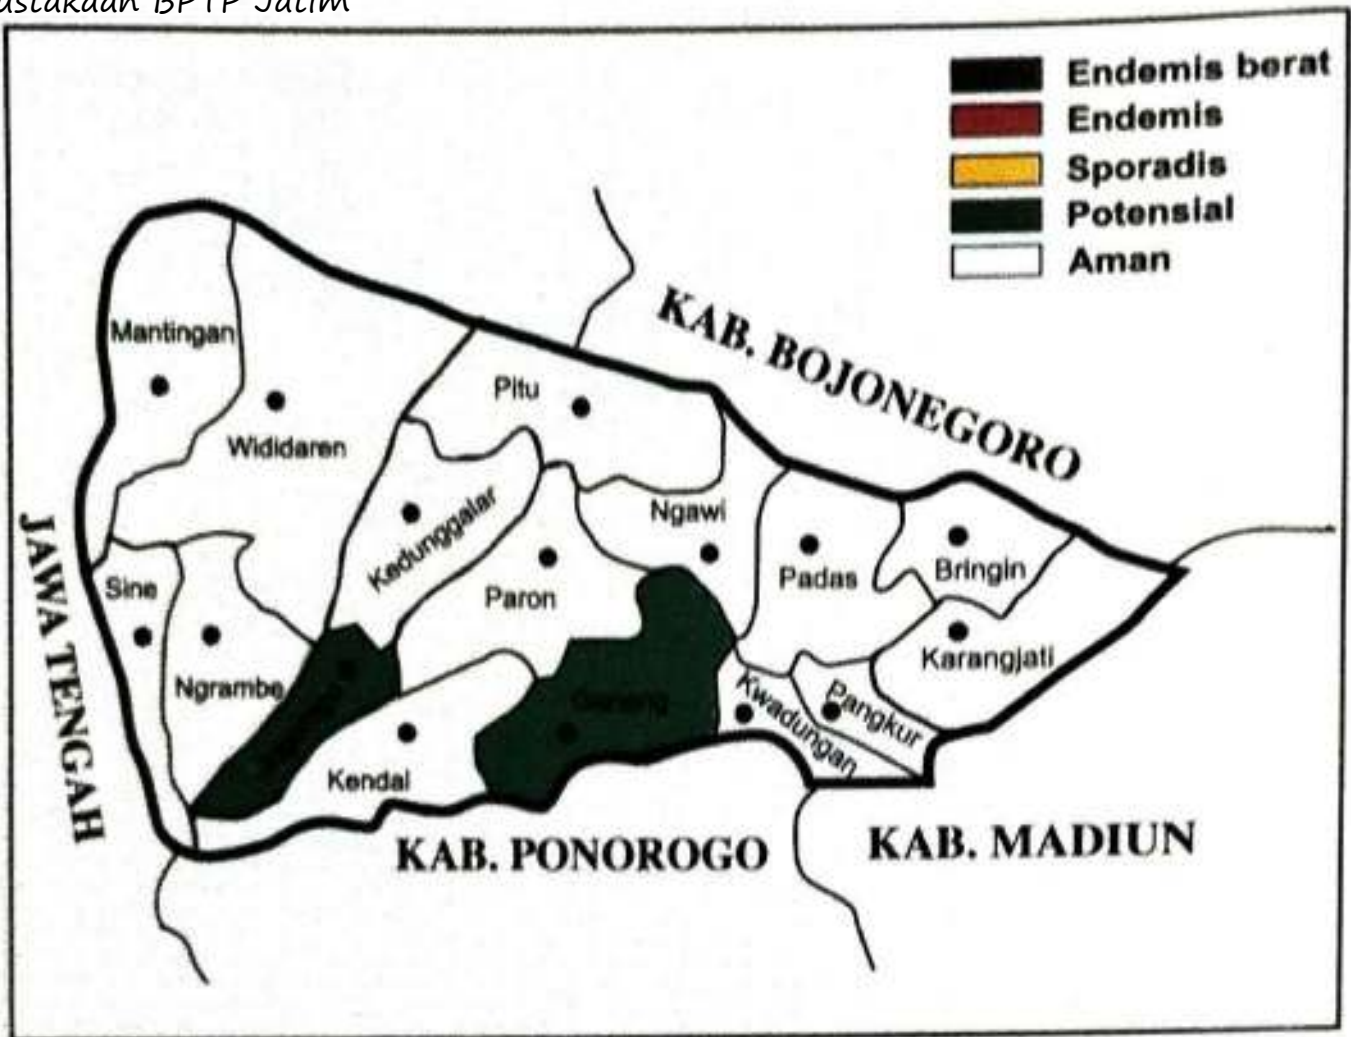 BPTP Jatim
Endemis berat
Endemis
Sporadis
Potensial
Aman
KAB. BOJONEGORO
Mantingan
Pitu
Wididaren
Kedunggalar
Ngawi
Padas
Bringin
Sine
Paron
Karangjati
Ngrambe
Geneng
Kwadungan
Pangkur
Kendal
JAWA TENGAH
KAB. PONOROGO
KAB. MADIUN